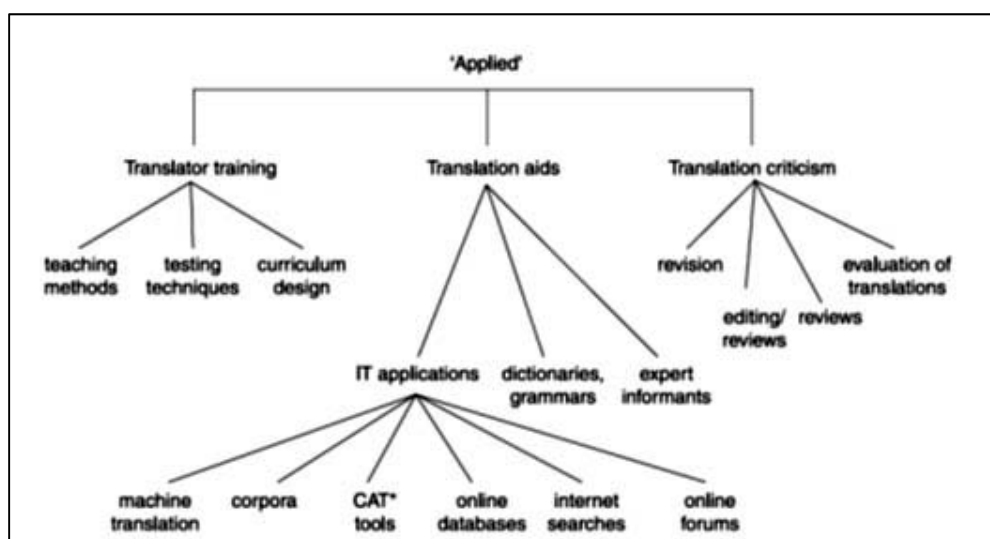 'Applied'
Translator training Translation aids Translation criticism
teaching methods
testing techniques
curriculum design
revision
editing/ reviews
reviews
evaluation of translations
IT applications
dictionaries, grammars
expert informants
machine translation
corpora
CAT* tools
online databases
internet searches
online forums